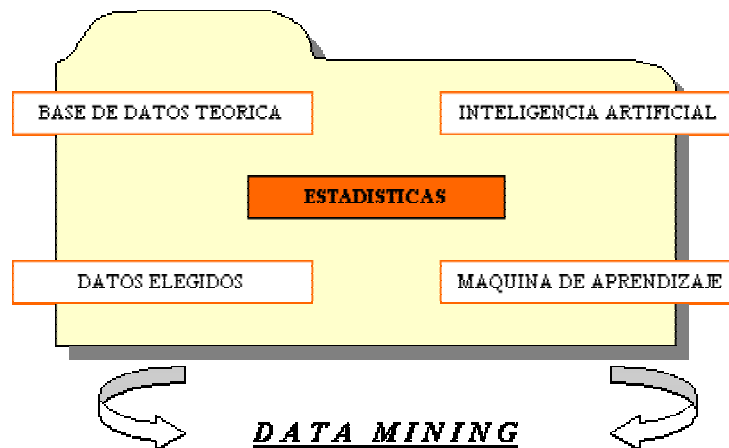 BASE DE DATOS TEORICA
INTELIGENCIA ARTIFICIAL
ESTADISTICAS
DATOS ELEGIDOS
MAQUINA DE APRENDIZAJE
DATA MINING